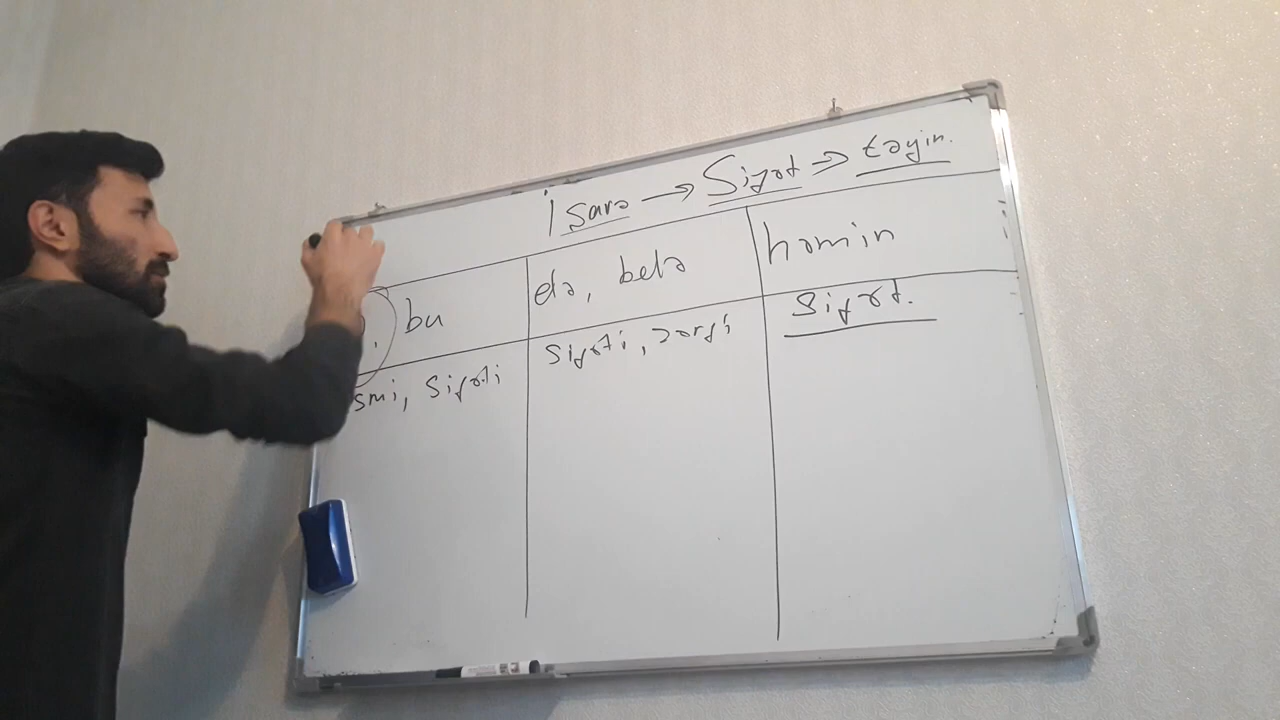 İşarə → Sifət → təyin.
, bu
elə, belə
həmin
smi, Sifəti
Sifəti, zərfi
Sifət.